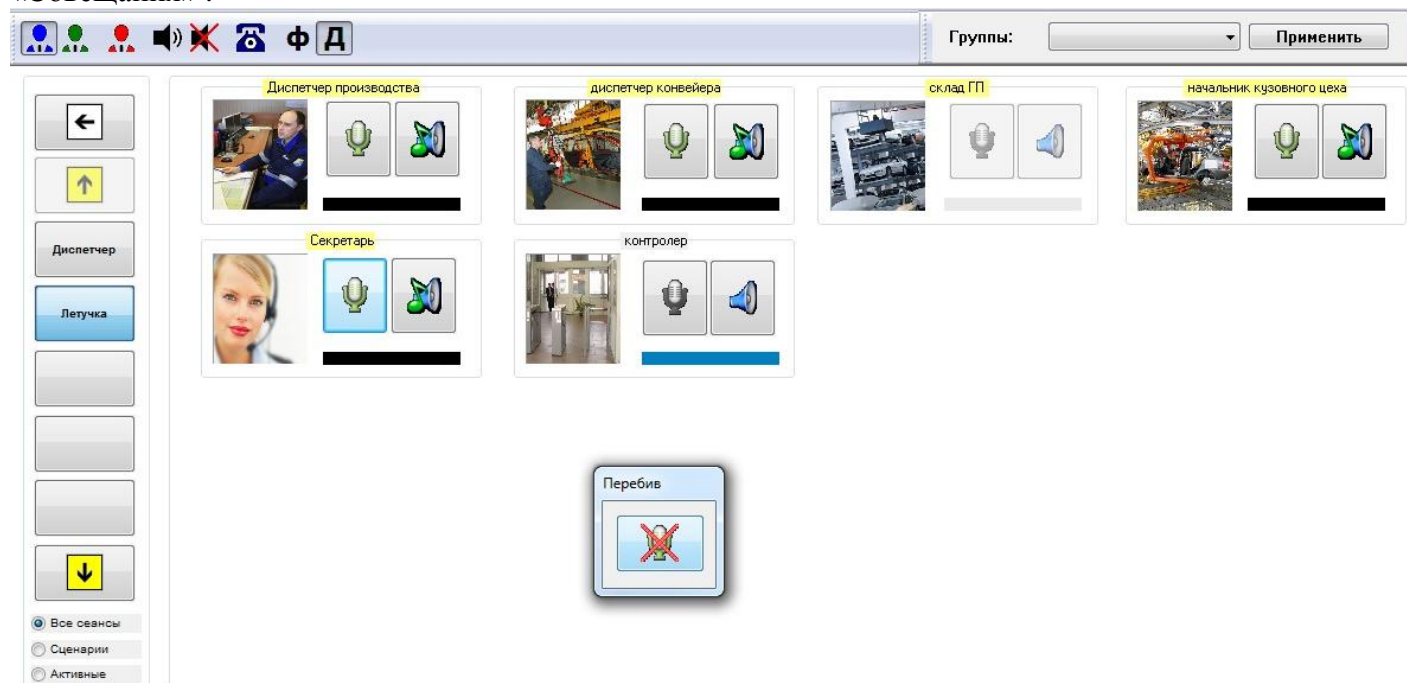 «Совещания» .
Ф Д
Группы:
Применить
Диспетчер производства
диспетчер конвейера
склад ГП
начальник кузовного цеха
Диспетчер
Секретарь
контролер
Летучка
Перебив
Все сеансы
Сценарии
Активные